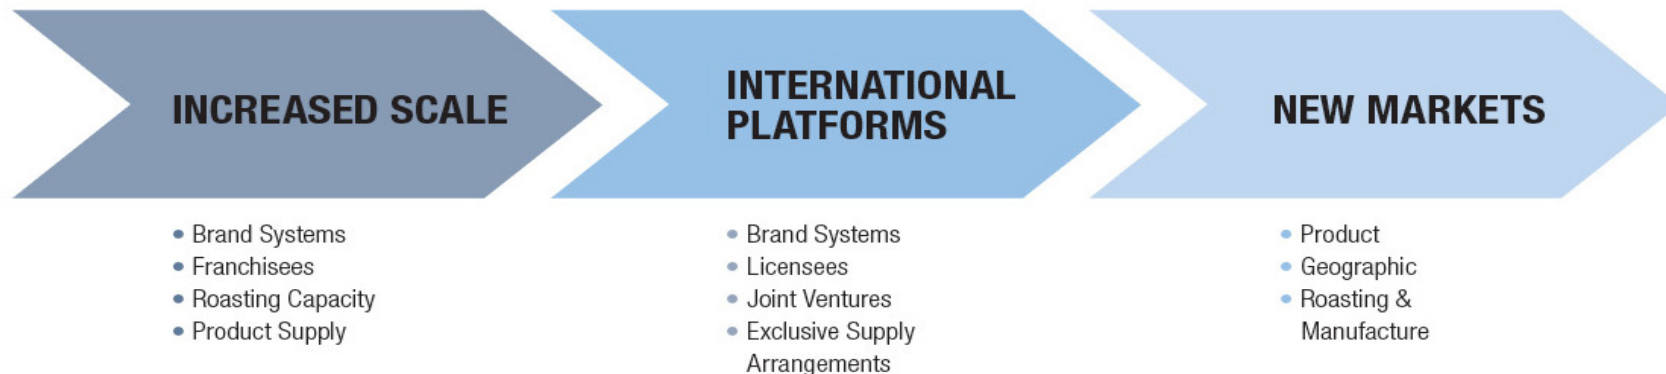 INCREASED SCALE
• Brand Systems
• Franchisees
• Roasting Capacity
• Product Supply
INTERNATIONAL
PLATFORMS
• Brand Systems
• Licensees
• Joint Ventures
• Exclusive Supply
Arrangements
NEW MARKETS
• Product
• Geographic
• Roasting &
Manufacture